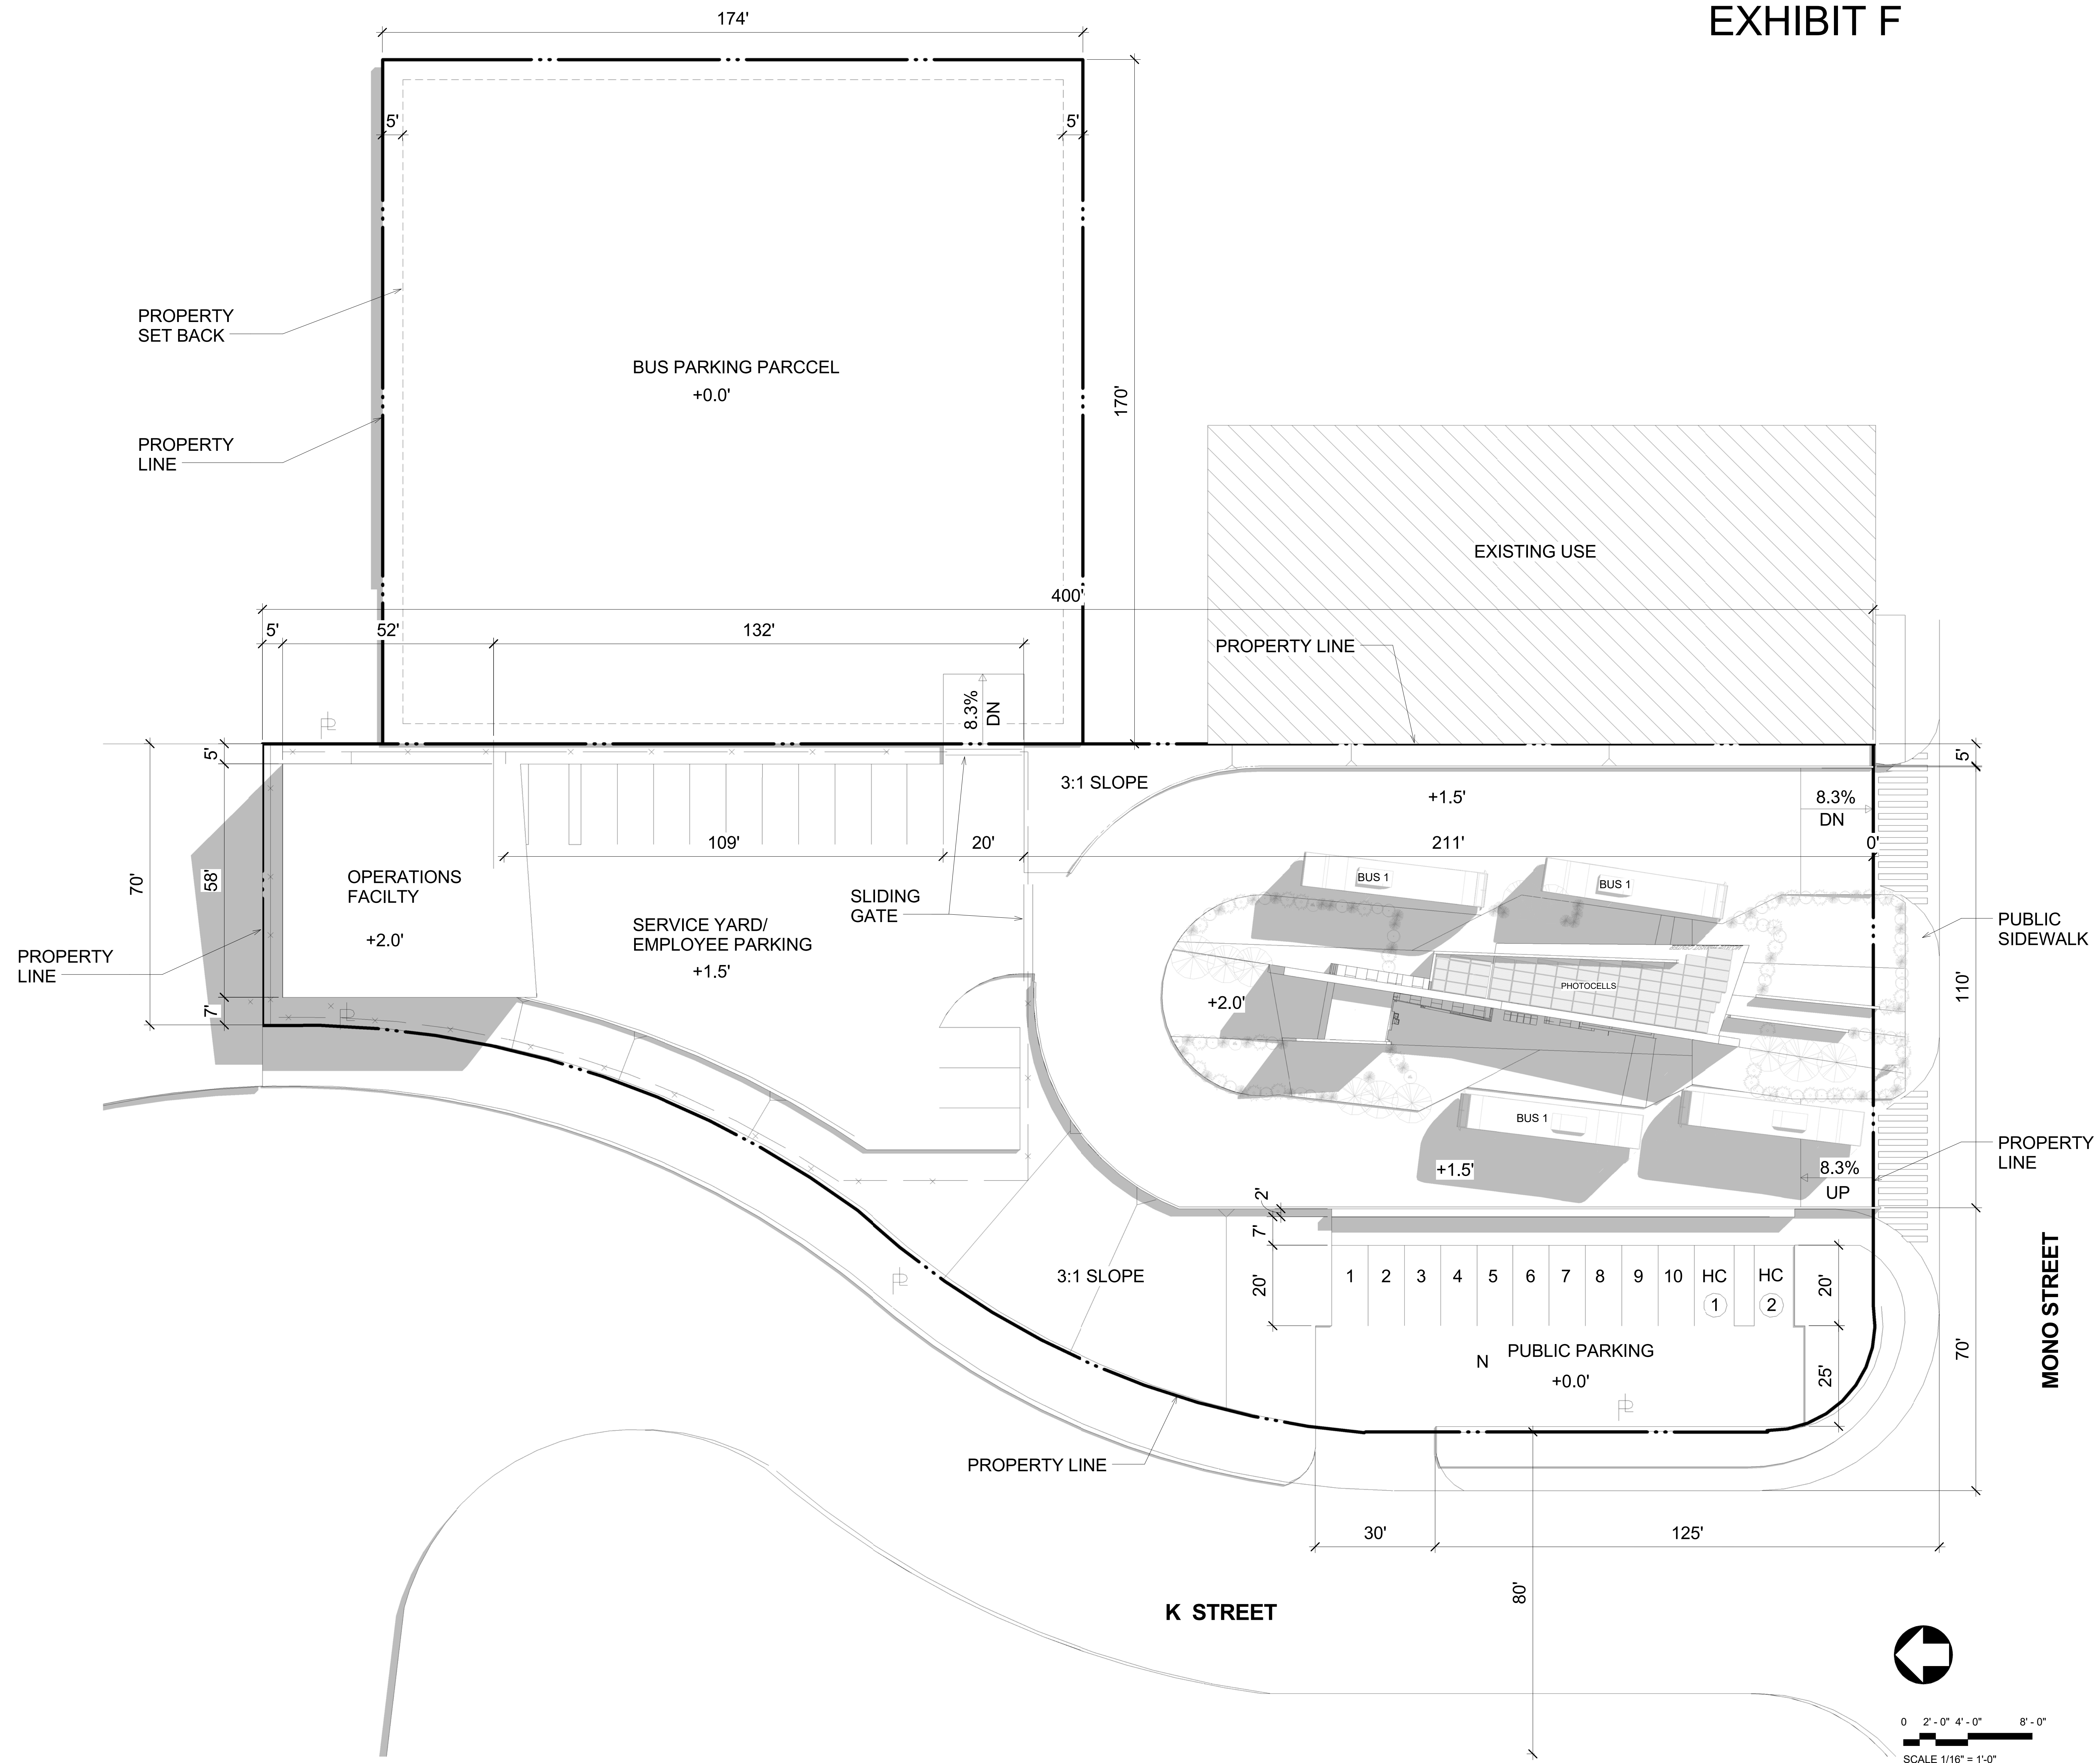 EXHIBIT F
174'
5'
5'
PROPERTY
SET BACK
BUS PARKING PARCCEL
+0.0'
170'
PROPERTY
LINE
EXISTING USE
400'
5'
52'
132'
PROPERTY LINE
8.3%
DN
5'
5'
3:1 SLOPE
+1.5'
8.3%
DN
109'
20'
211'
0'
70'
58'
OPERATIONS
FACILTY
+2.0'
SLIDING
GATE
BUS 1
BUS 1
SERVICE YARD/
EMPLOYEE PARKING
+1.5'
PUBLIC
SIDEWALK
PROPERTY
LINE
PHOTOCELLS
110'
+2.0'
7'
BUS 1
PROPERTY
LINE
+1.5'
8.3%
UP
2'
7'
3:1 SLOPE
20'
1 2 3 4 5 6 7 8 9 10 HC HC
1 2
20'
MONO STREET
70'
N
PUBLIC PARKING
+0.0'
25'
PL
PL
PL
PL
PROPERTY LINE
30'
125'
80'
K STREET
0 2' - 0" 4' - 0" 8' - 0"
SCALE 1/16" = 1'-0"